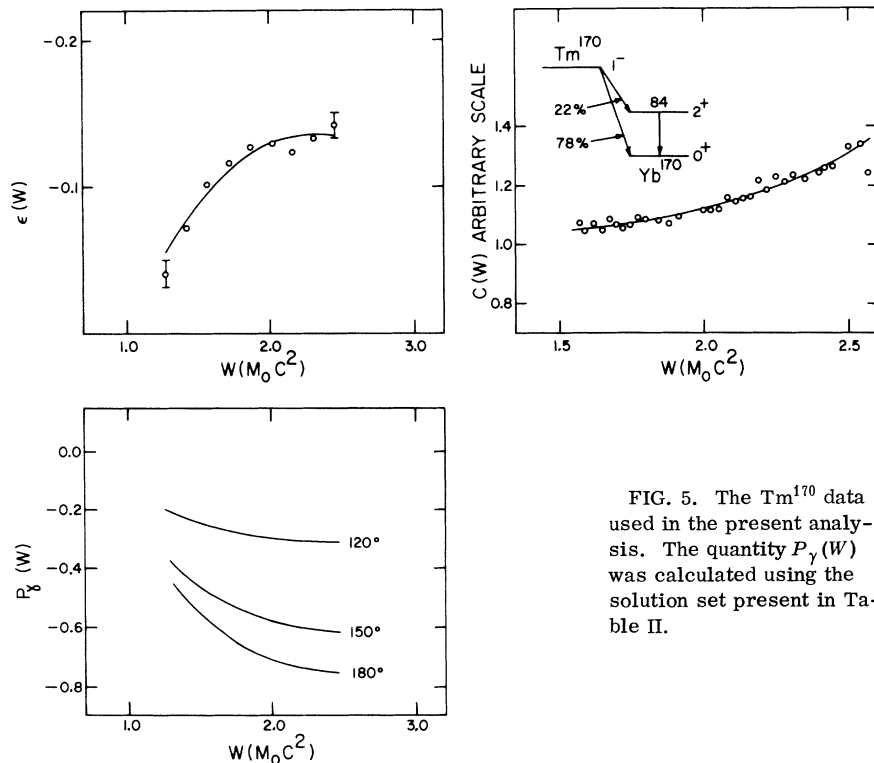 -0.2
-0.1
ϵ (W)
1.0 2.0 3.0
W(M₀C²)
C(W) ARBITRARY SCALE
1.4
1.2
1.0
0.8
1.5 2.0 2.5
W(M₀C²)
Tm¹⁷⁰
1⁻
22%
84
2⁺
78%
0⁺
Yb¹⁷⁰
P_γ (W)
0.0
-0.2
-0.4
-0.6
-0.8
120°
150°
180°
1.0 2.0 3.0
W(M₀C²)
FIG. 5. The Tm¹⁷⁰ data
used in the present analy-
sis. The quantity P_γ(W)
was calculated using the
solution set present in Ta-
ble II.